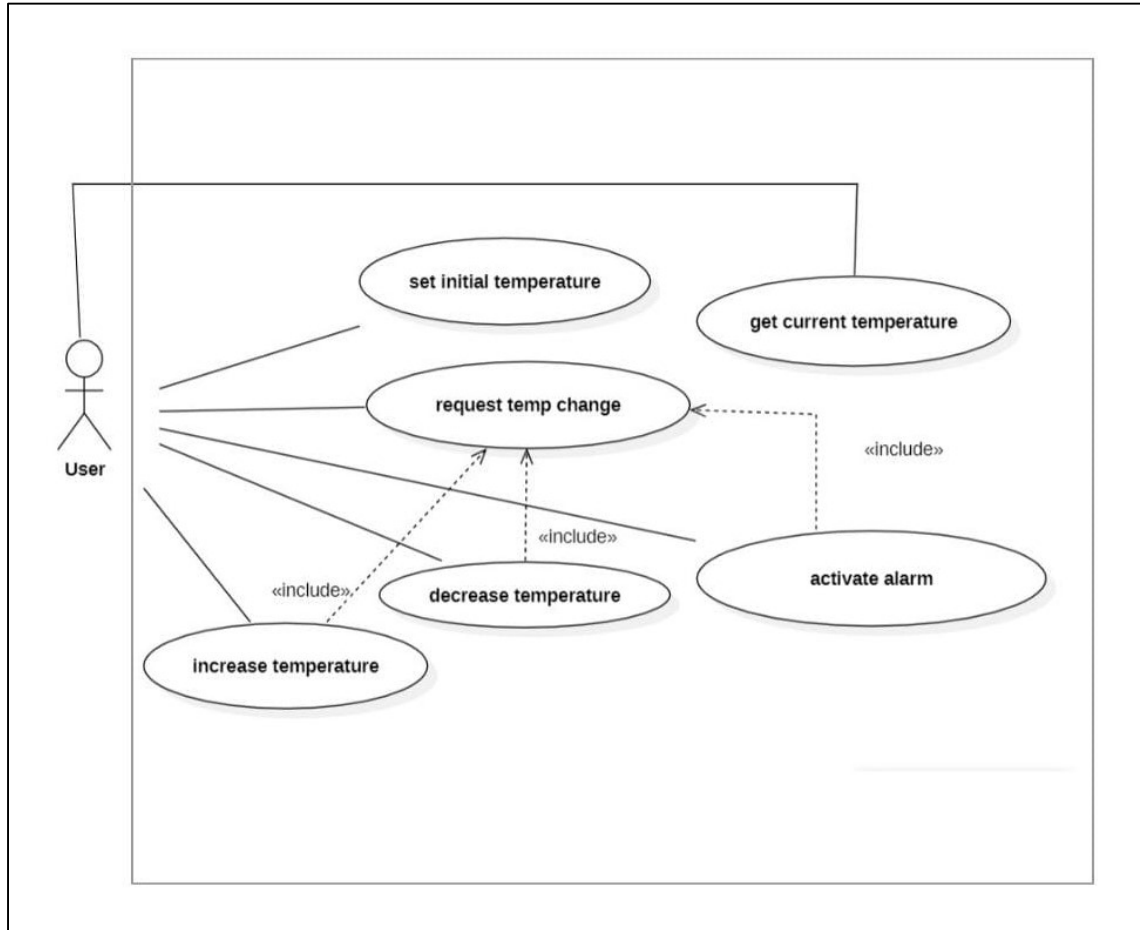 set initial temperature
get current temperature
request temp change
«include»
User
«include»
«include»
decrease temperature
activate alarm
increase temperature